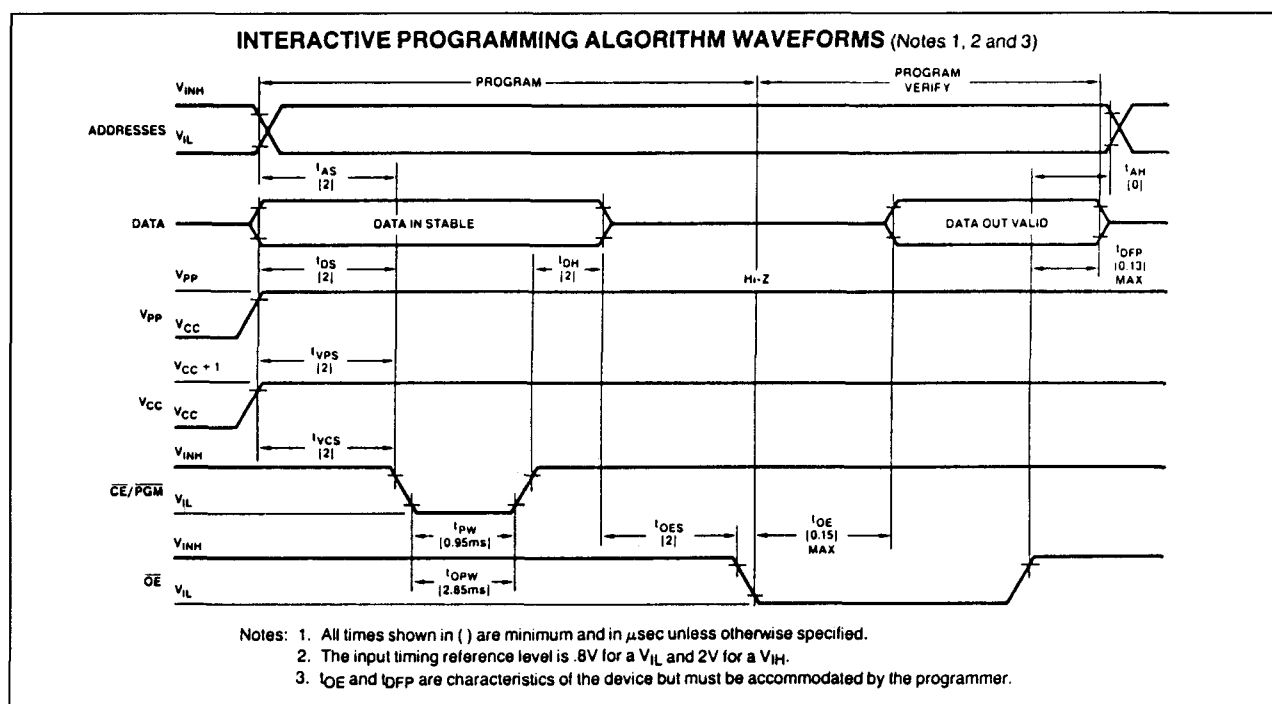 INTERACTIVE PROGRAMMING ALGORITHM WAVEFORMS (Notes 1, 2 and 3)
PROGRAM
PROGRAM
VERIFY
VINH
ADDRESSES
VIL
tAS
[2]
tAH
[0]
DATA
DATA IN STABLE
DATA OUT VALID
tDS
[2]
tDH
[2]
Hi-Z
tDFP
[0.13]
MAX
VPP
VPP
VCC
tVPS
[2]
VCC + 1
VCC
VCC
tVCS
[2]
VINH
CE/PGM
VIL
tPW
[0.95ms]
tOES
[2]
tOE
[0.15]
MAX
VINH
OE
tOPW
[2.85ms]
VIL
Notes: 1. All times shown in ( ) are minimum and in μsec unless otherwise specified.
2. The input timing reference level is .8V for a VIL and 2V for a VIH.
3. tOE and tDFP are characteristics of the device but must be accommodated by the programmer.